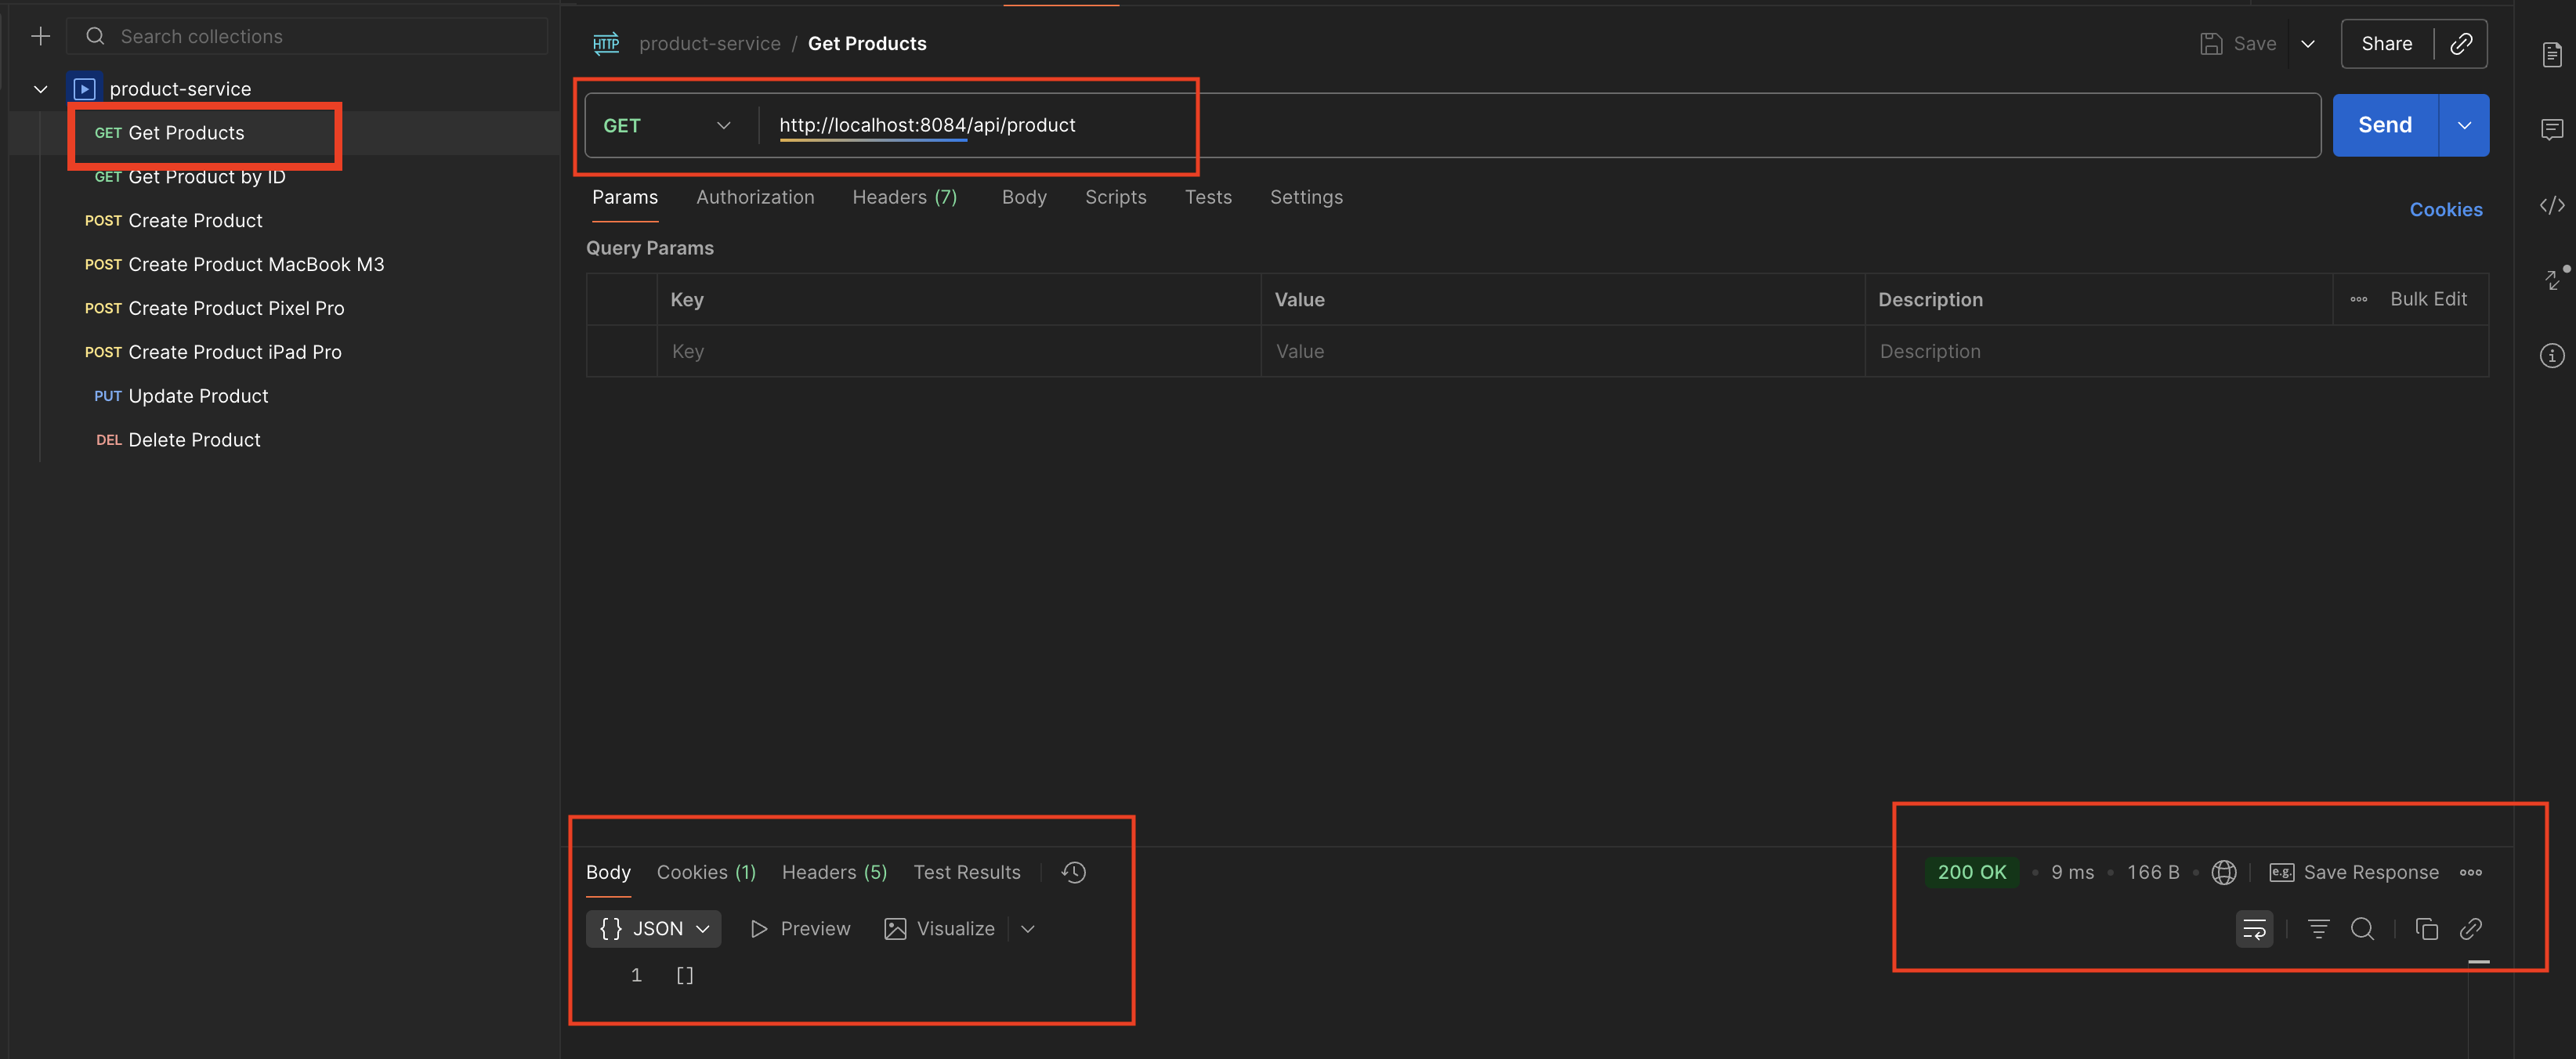 Search collections
product-service
GET Get Products
GET Get Product by ID
POST Create Product
POST Create Product MacBook M3
POST Create Product Pixel Pro
POST Create Product iPad Pro
PUT Update Product
DEL Delete Product
HTTP product-service / Get Products
Save
Share
GET http://localhost:8084/api/product
Send
Params Authorization Headers (7) Body Scripts Tests Settings
Cookies
Query Params
Key Value Description Bulk Edit
Key Value Description
Body Cookies (1) Headers (5) Test Results
200 OK • 9 ms • 166 B • e.g. Save Response
{} JSON Preview Visualize
1 []